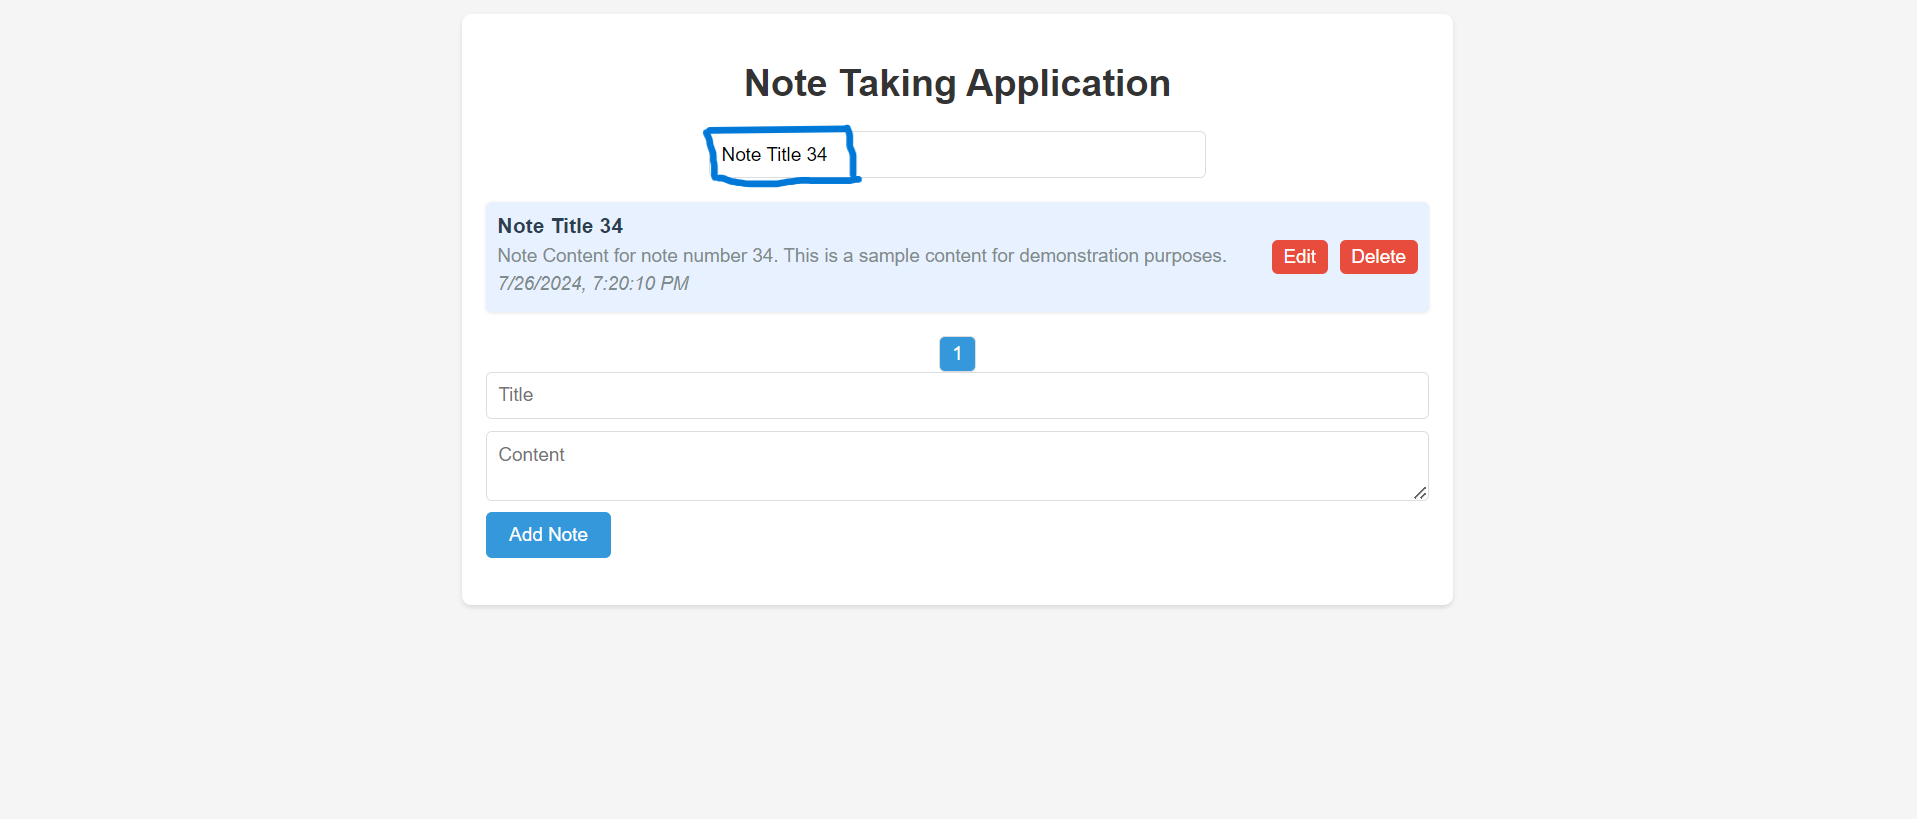 Note Taking Application
Note Title 34
Note Title 34
Note Content for note number 34. This is a sample content for demonstration purposes.
7/26/2024, 7:20:10 PM
Edit
Delete
1
Title
Content
Add Note